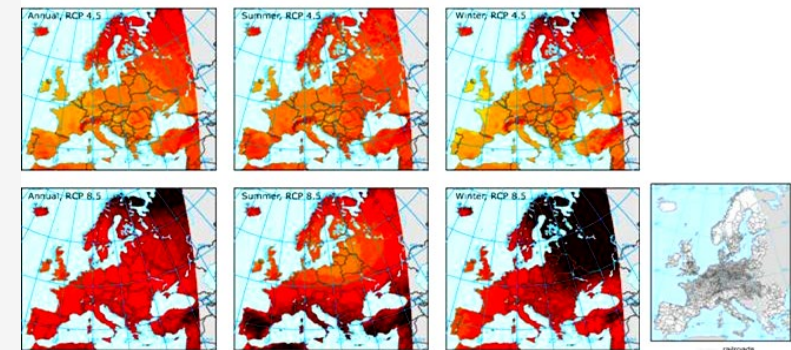 Annual, RCP 4.5
Summer, RCP 4.5
Winter, RCP 4.5
Annual, RCP 8.5
Summer, RCP 8.5
Winter, RCP 8.5
railroads